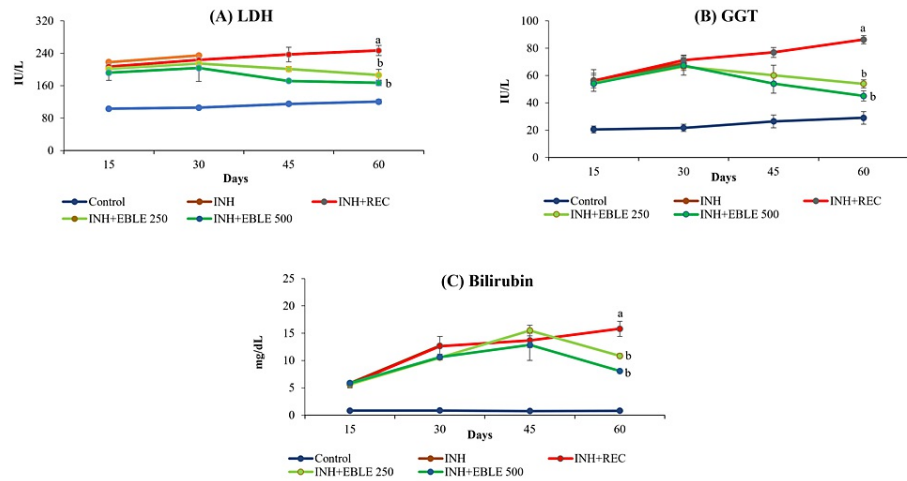 (A) LDH
320
240
160
80
0
IU/L
15 30 45 60
Days
a
b
b
Control INH INH+REC
INH+EBLE 250 INH+EBLE 500
(B) GGT
100
80
60
40
20
0
IU/L
15 30 45 60
Days
a
b
Control INH INH+REC
INH+EBLE 250 INH+EBLE 500
(C) Bilirubin
25
20
15
10
5
0
mg/dL
15 30 45 60
Days
a
b
b
Control INH INH+REC
INH+EBLE 250 INH+EBLE 500